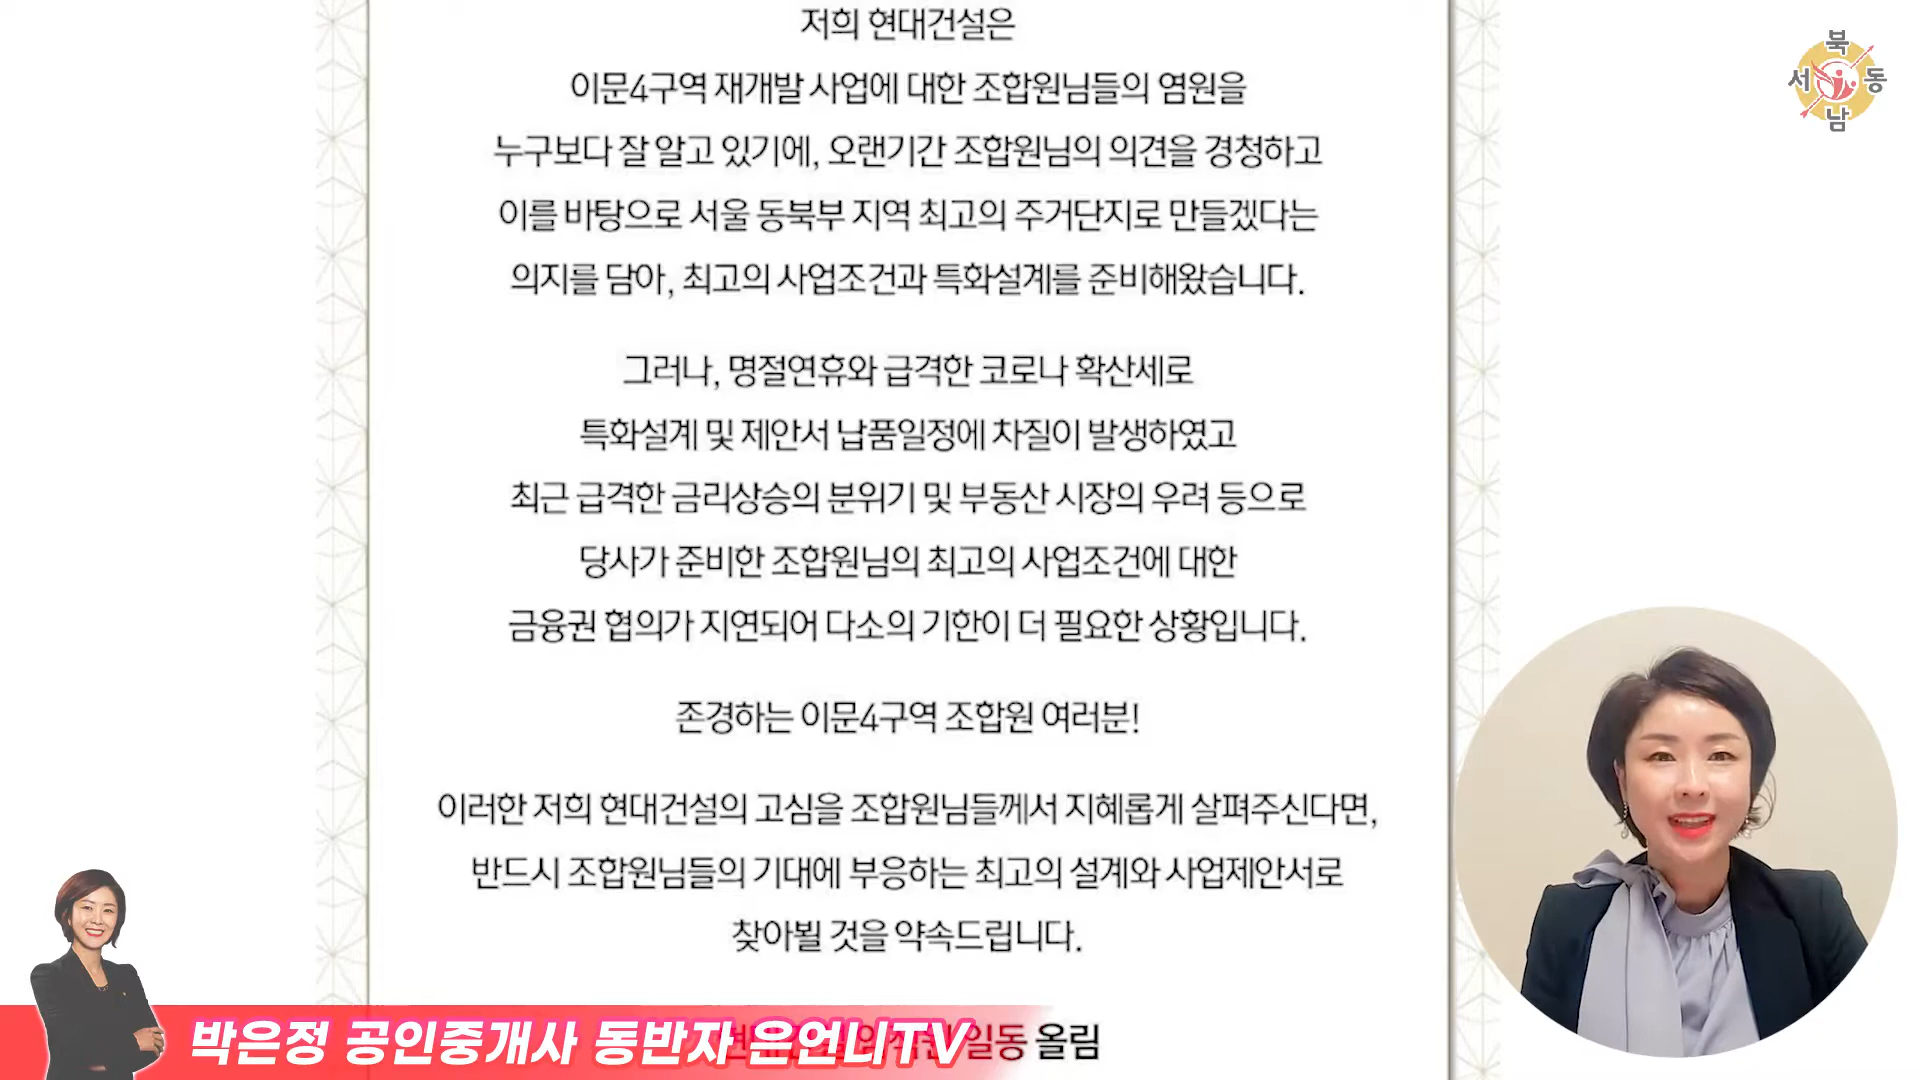 저희 현대건설은
이문4구역 재개발 사업에 대한 조합원님들의 염원을
누구보다 잘 알고 있기에, 오랜기간 조합원님의 의견을 경청하고
이를 바탕으로 서울 동북부 지역 최고의 주거단지로 만들겠다는
의지를 담아, 최고의 사업조건과 특화설계를 준비해왔습니다.
그러나, 명절연휴와 급격한 코로나 확산세로
특화설계 및 제안서 납품일정에 차질이 발생하였고
최근 급격한 금리상승의 분위기 및 부동산 시장의 우려 등으로
당사가 준비한 조합원님의 최고의 사업조건에 대한
금융권 협의가 지연되어 다소의 기한이 더 필요한 상황입니다.
존경하는 이문4구역 조합원 여러분!
이러한 저희 현대건설의 고심을 조합원님들께서 지혜롭게 살펴주신다면,
반드시 조합원님들의 기대에 부응하는 최고의 설계와 사업제안서로
찾아뵐 것을 약속드립니다.
일동 올림
박은정 공인중개사 동반자 은언니TV
북
서 동
남